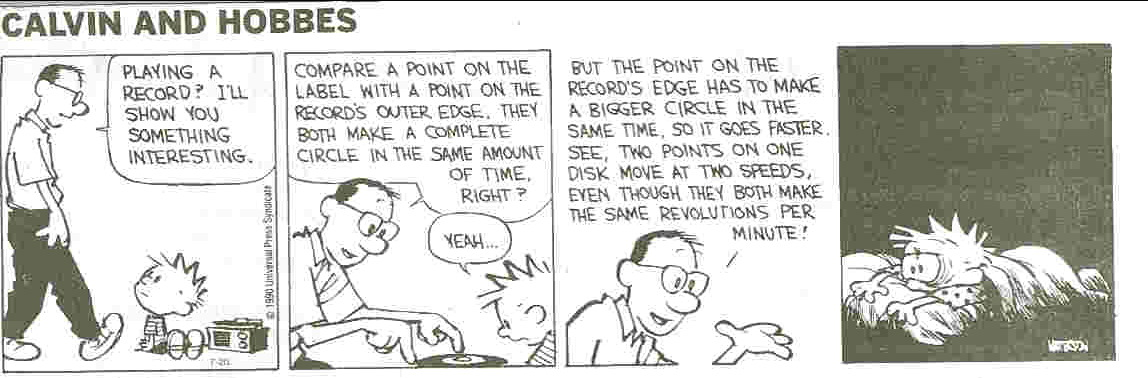 CALVIN AND HOBBES
PLAYING A
RECORD? I'LL
SHOW YOU
SOMETHING
INTERESTING.
© 1990 Universal Press Syndicate
7-20
COMPARE A POINT ON THE
LABEL WITH A POINT ON THE
RECORD'S OUTER EDGE. THEY
BOTH MAKE A COMPLETE
CIRCLE IN THE SAME AMOUNT
OF TIME,
RIGHT?
YEAH...
BUT THE POINT ON THE
RECORD'S EDGE HAS TO MAKE
A BIGGER CIRCLE IN THE
SAME TIME, SO IT GOES FASTER.
SEE, TWO POINTS ON ONE
DISK MOVE AT TWO SPEEDS,
EVEN THOUGH THEY BOTH MAKE
THE SAME REVOLUTIONS PER
MINUTE!
WATTERSON